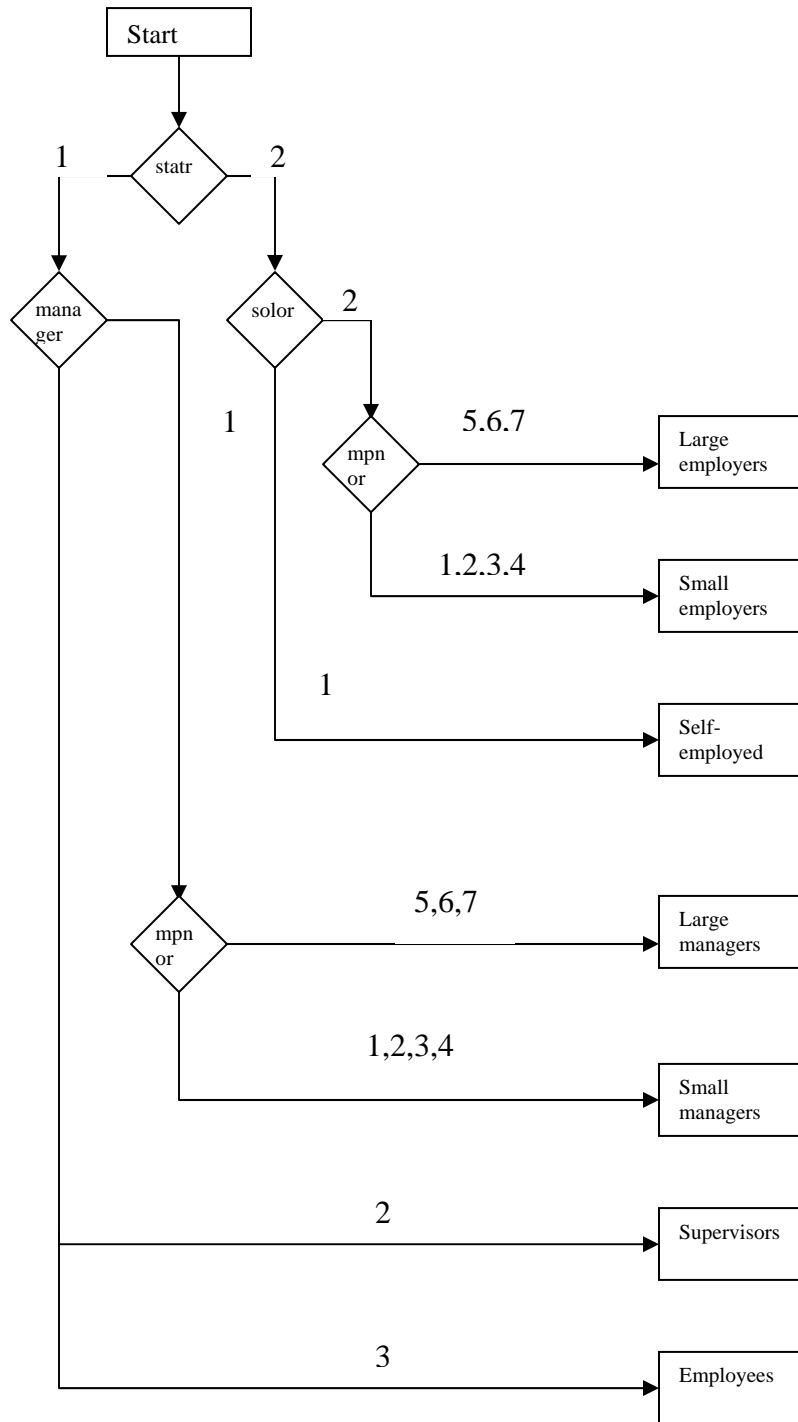 Start
1
2
statr
mana
ger
solor
2
1
5,6,7
mpn
or
Large
employers
1,2,3,4
Small
employers
1
Self-
employed
5,6,7
mpn
or
Large
managers
1,2,3,4
Small
managers
2
Supervisors
3
Employees